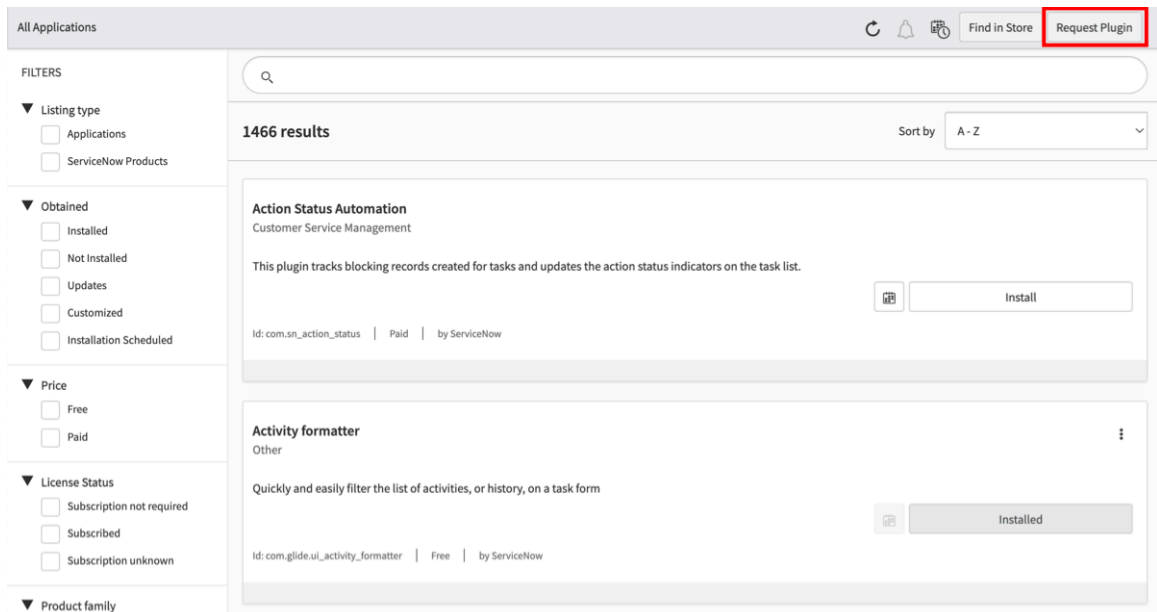 All Applications
Find in Store
Request Plugin
FILTERS
Listing type
Applications
ServiceNow Products
Obtained
Installed
Not Installed
Updates
Customized
Installation Scheduled
Price
Free
Paid
License Status
Subscription not required
Subscribed
Subscription unknown
Product family
1466 results
Sort by
A - Z
Action Status Automation
Customer Service Management
This plugin tracks blocking records created for tasks and updates the action status indicators on the task list.
Install
Id: com.sn_action_status | Paid | by ServiceNow
Activity formatter
Other
Quickly and easily filter the list of activities, or history, on a task form
Installed
Id: com.glide.ui_activity_formatter | Free | by ServiceNow